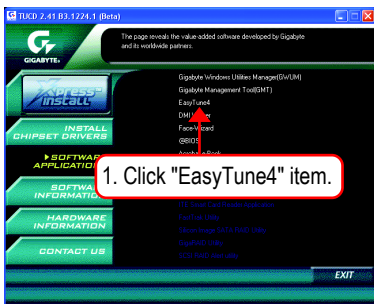 TUCD 2.41 B3.1224.1 (Beta)
The page reveals the value-added software developed by Gigabyte
and its worldwide partners.
GIGABYTE
Xpress
INSTALL
INSTALL
CHIPSET DRIVERS
SOFTWARE
APPLICATION
SOFTWARE
INFORMATION
HARDWARE
INFORMATION
CONTACT US
Gigabyte Windows Utilities Manager(GWUM)
Gigabyte Management Tool(GMT)
EasyTune4
DMI
Face-Wizard
@BIOS
1. Click "EasyTune4" item.
EXIT